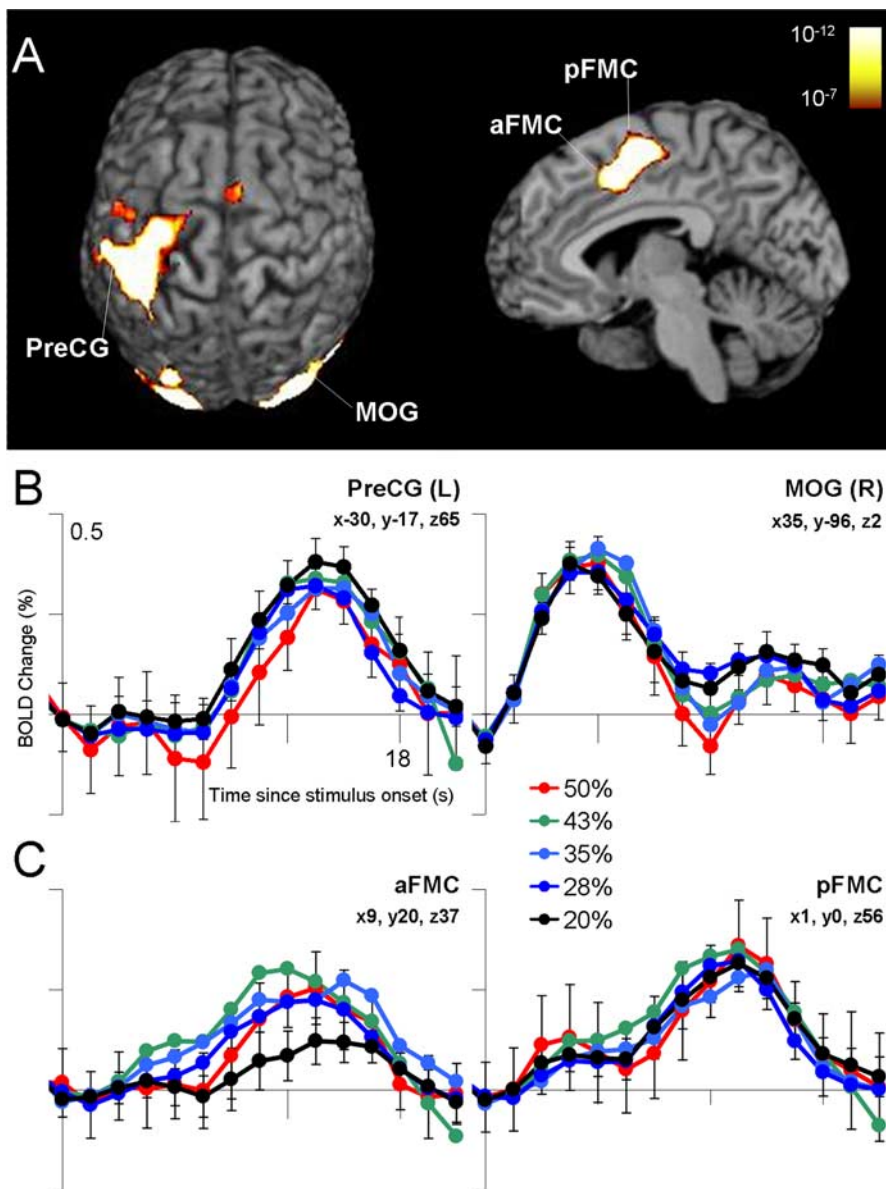 A
pFMC
aFMC
10-12
10-7
PreCG
MOG
B
PreCG (L)
x-30, y-17, z65
MOG (R)
x35, y-96, z2
0.5
BOLD Change (%)
18
Time since stimulus onset (s)
50%
43%
35%
28%
20%
C
aFMC
x9, y20, z37
pFMC
x1, y0, z56